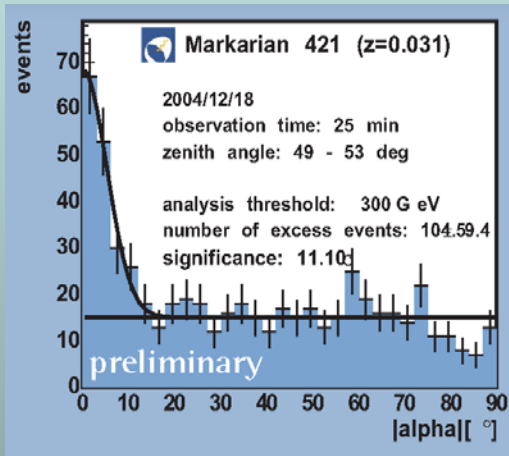 events
Markarian 421 (z=0.031)
2004/12/18
observation time: 25 min
zenith angle: 49 - 53 deg
analysis threshold: 300 G eV
number of excess events: 104.59.4
significance: 11.10σ
70
60
50
40
30
20
10
0
preliminary
0 10 20 30 40 50 60 70 80 90
|alpha|[ °]